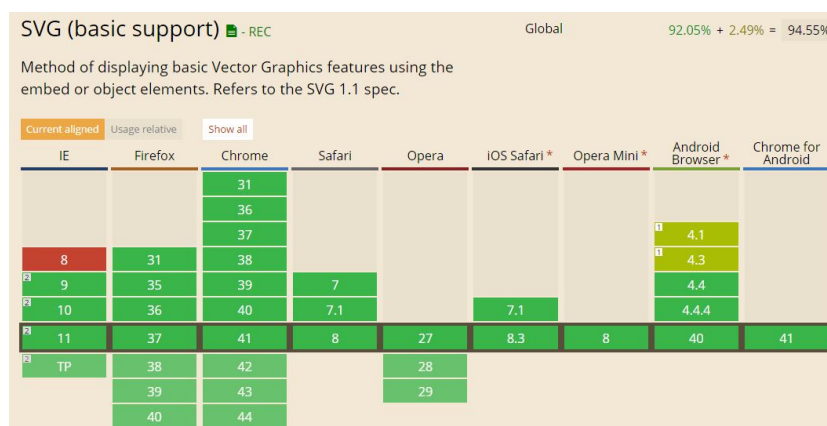 SVG (basic support) - REC
Global
92.05% + 2.49% = 94.55%
Method of displaying basic Vector Graphics features using the
embed or object elements. Refers to the SVG 1.1 spec.
Current aligned Usage relative Show all
IE Firefox Chrome Safari Opera iOS Safari * Opera Mini * Android Browser * Chrome for Android
31
36
37 1 4.1
8 31 38 1 4.3
2 9 35 39 7 4.4
2 10 36 40 7.1 7.1 4.4.4
2 11 37 41 8 27 8.3 8 40 41
2 TP 38 42 28
39 43 29
40 44